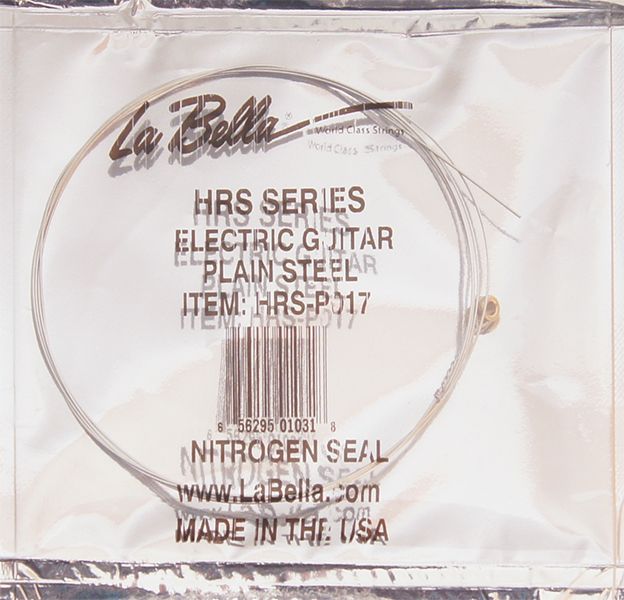 La Bella®
World Class Strings
HRS SERIES
ELECTRIC GUITAR
PLAIN STEEL
ITEM: HRS-P017
6 56295 01031 8
NITROGEN SEAL
www.LaBella.com
MADE IN THE USA